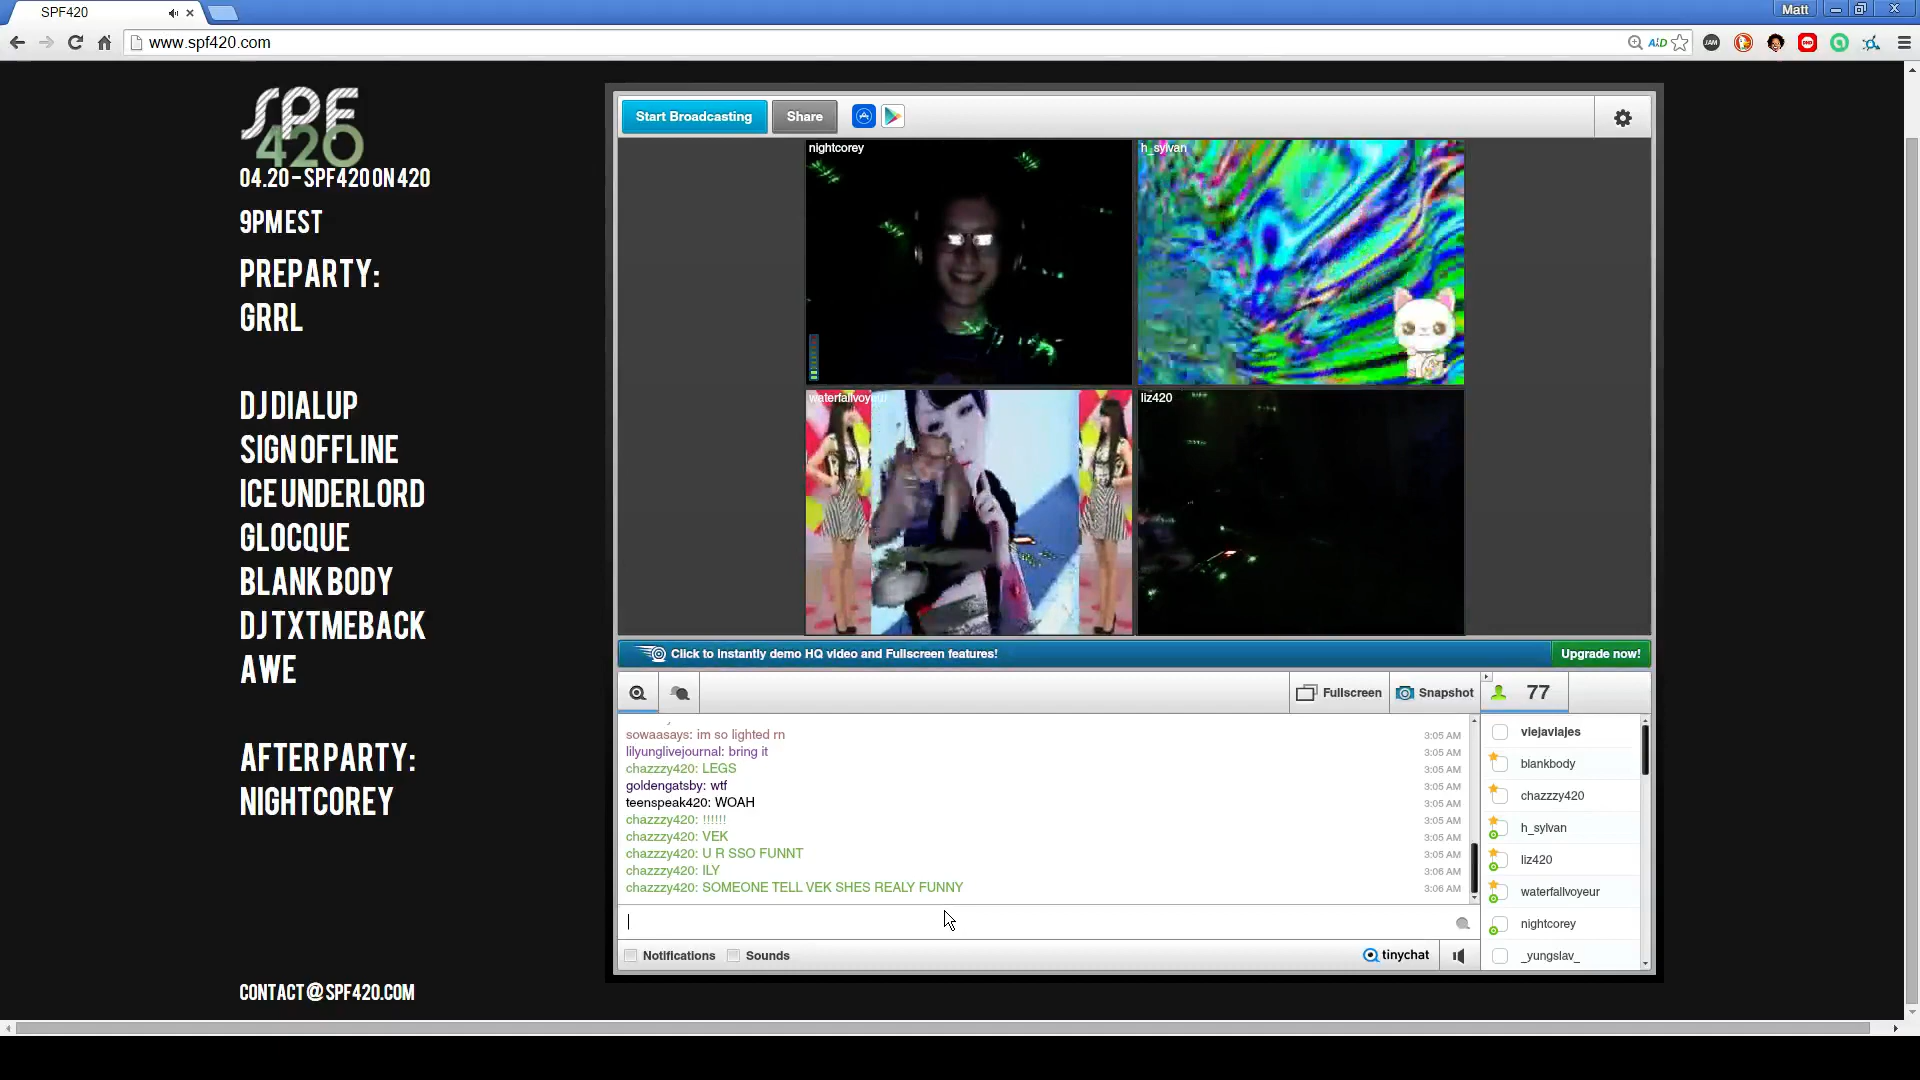 SPF420
Matt
www.spf420.com
SPF
420
04.20 - SPF420 ON 420
9PM EST
PREPARTY:
GRRL
DJ DIALUP
SIGN OFFLINE
ICE UNDERLORD
GLOCQUE
BLANK BODY
DJ TXTMEBACK
AWE
AFTER PARTY:
NIGHTCOREY
CONTACT @ SPF420.COM
Start Broadcasting
Share
nightcorey
h_sylvan
waterfallvoyeur
liz420
Click to instantly demo HQ video and Fullscreen features!
Upgrade now!
Fullscreen
Snapshot
77
sowaasays: im so lighted rn 3:05 AM
lilyunglivejournal: bring it 3:05 AM
chazzzy420: LEGS 3:05 AM
goldengatsby: wtf 3:05 AM
teenspeak420: WOAH 3:05 AM
chazzzy420: !!!!!! 3:05 AM
chazzzy420: VEK 3:05 AM
chazzzy420: U R SSO FUNNT 3:05 AM
chazzzy420: ILY 3:06 AM
chazzzy420: SOMEONE TELL VEK SHES REALY FUNNY 3:06 AM
viejaviajes
blankbody
chazzzy420
h_sylvan
liz420
waterfallvoyeur
nightcorey
_yungslav_
Notifications
Sounds
tinychat